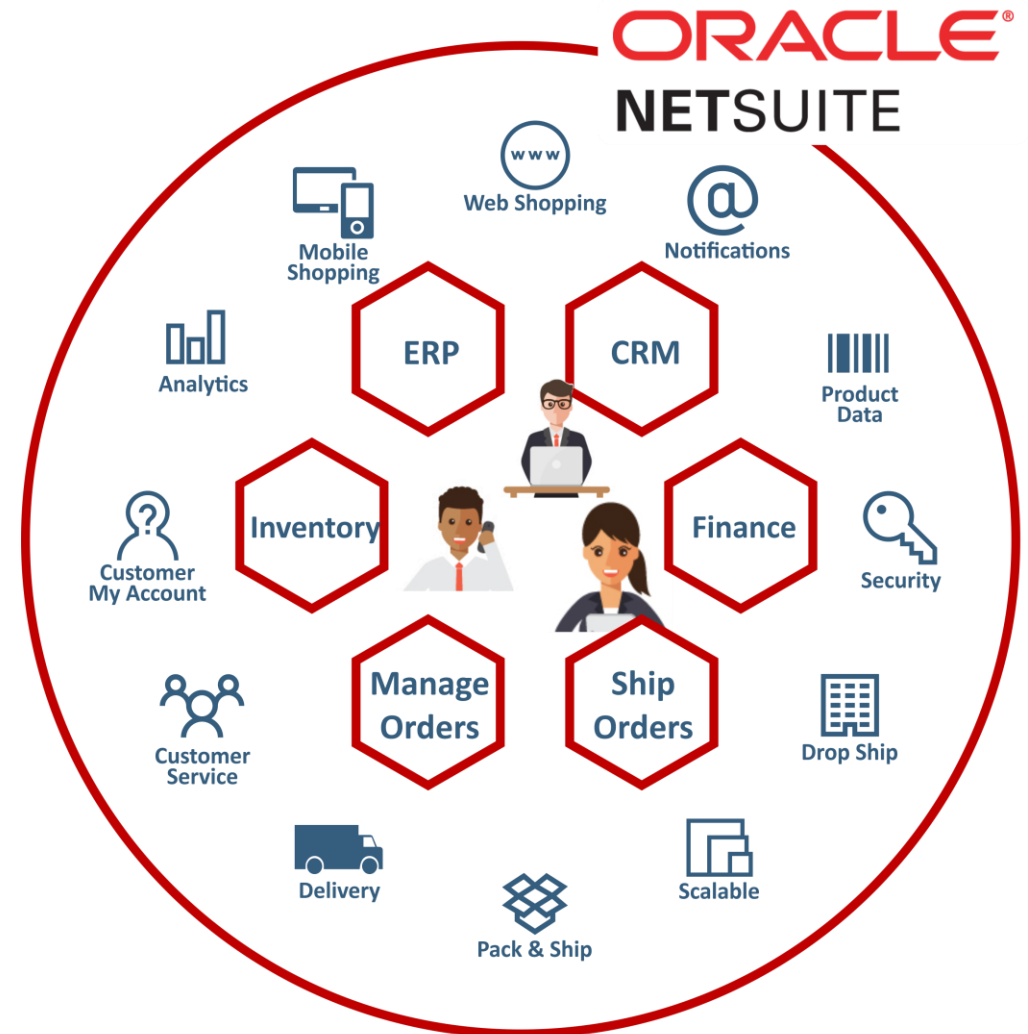 ORACLE®
NETSUITE
www
Web Shopping
@
Notifications
Mobile
Shopping
ERP
CRM
Analytics
Product
Data
Inventory
Finance
?
Customer
My Account
Security
Manage
Orders
Ship
Orders
Customer
Service
Drop Ship
Delivery
Scalable
Pack & Ship